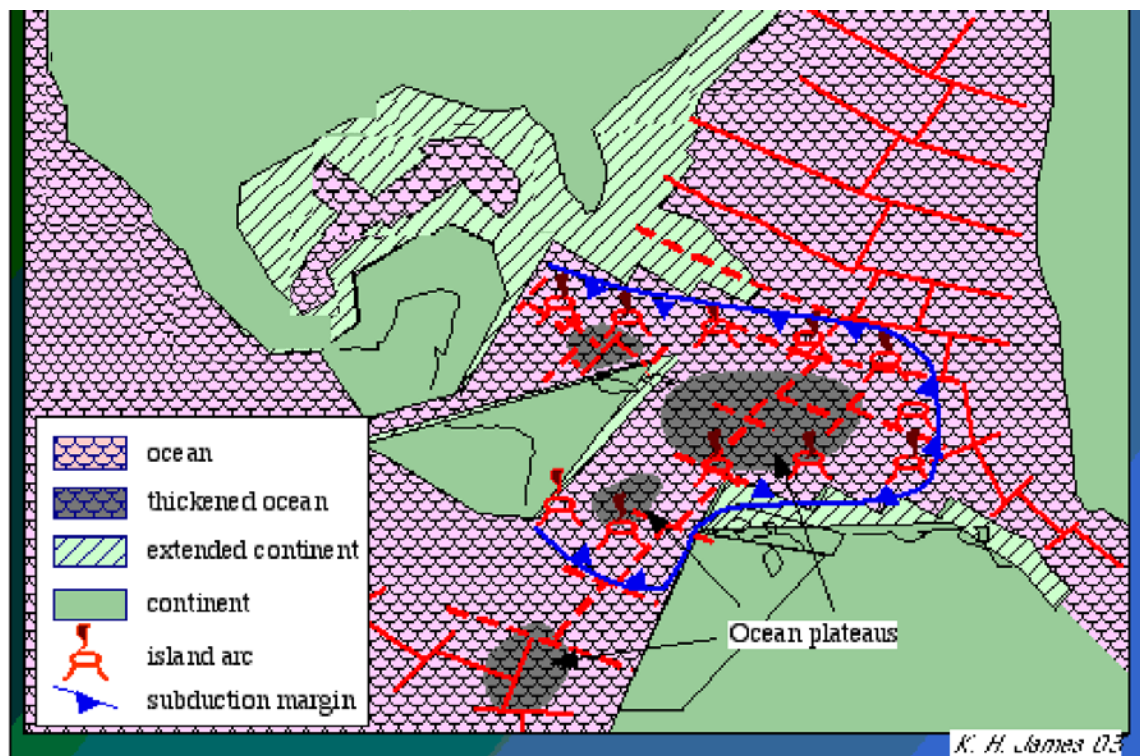 ocean
thickened ocean
extended continent
continent
island arc
subduction margin
Ocean plateaus
K. H. James 03